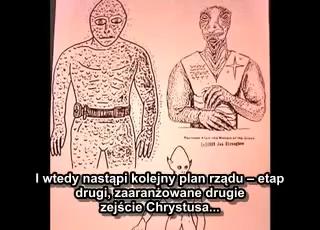 I wtedy nastąpi kolejny plan rządu – etap
drugi, zaaranżowane drugie
zejście Chrystusa...